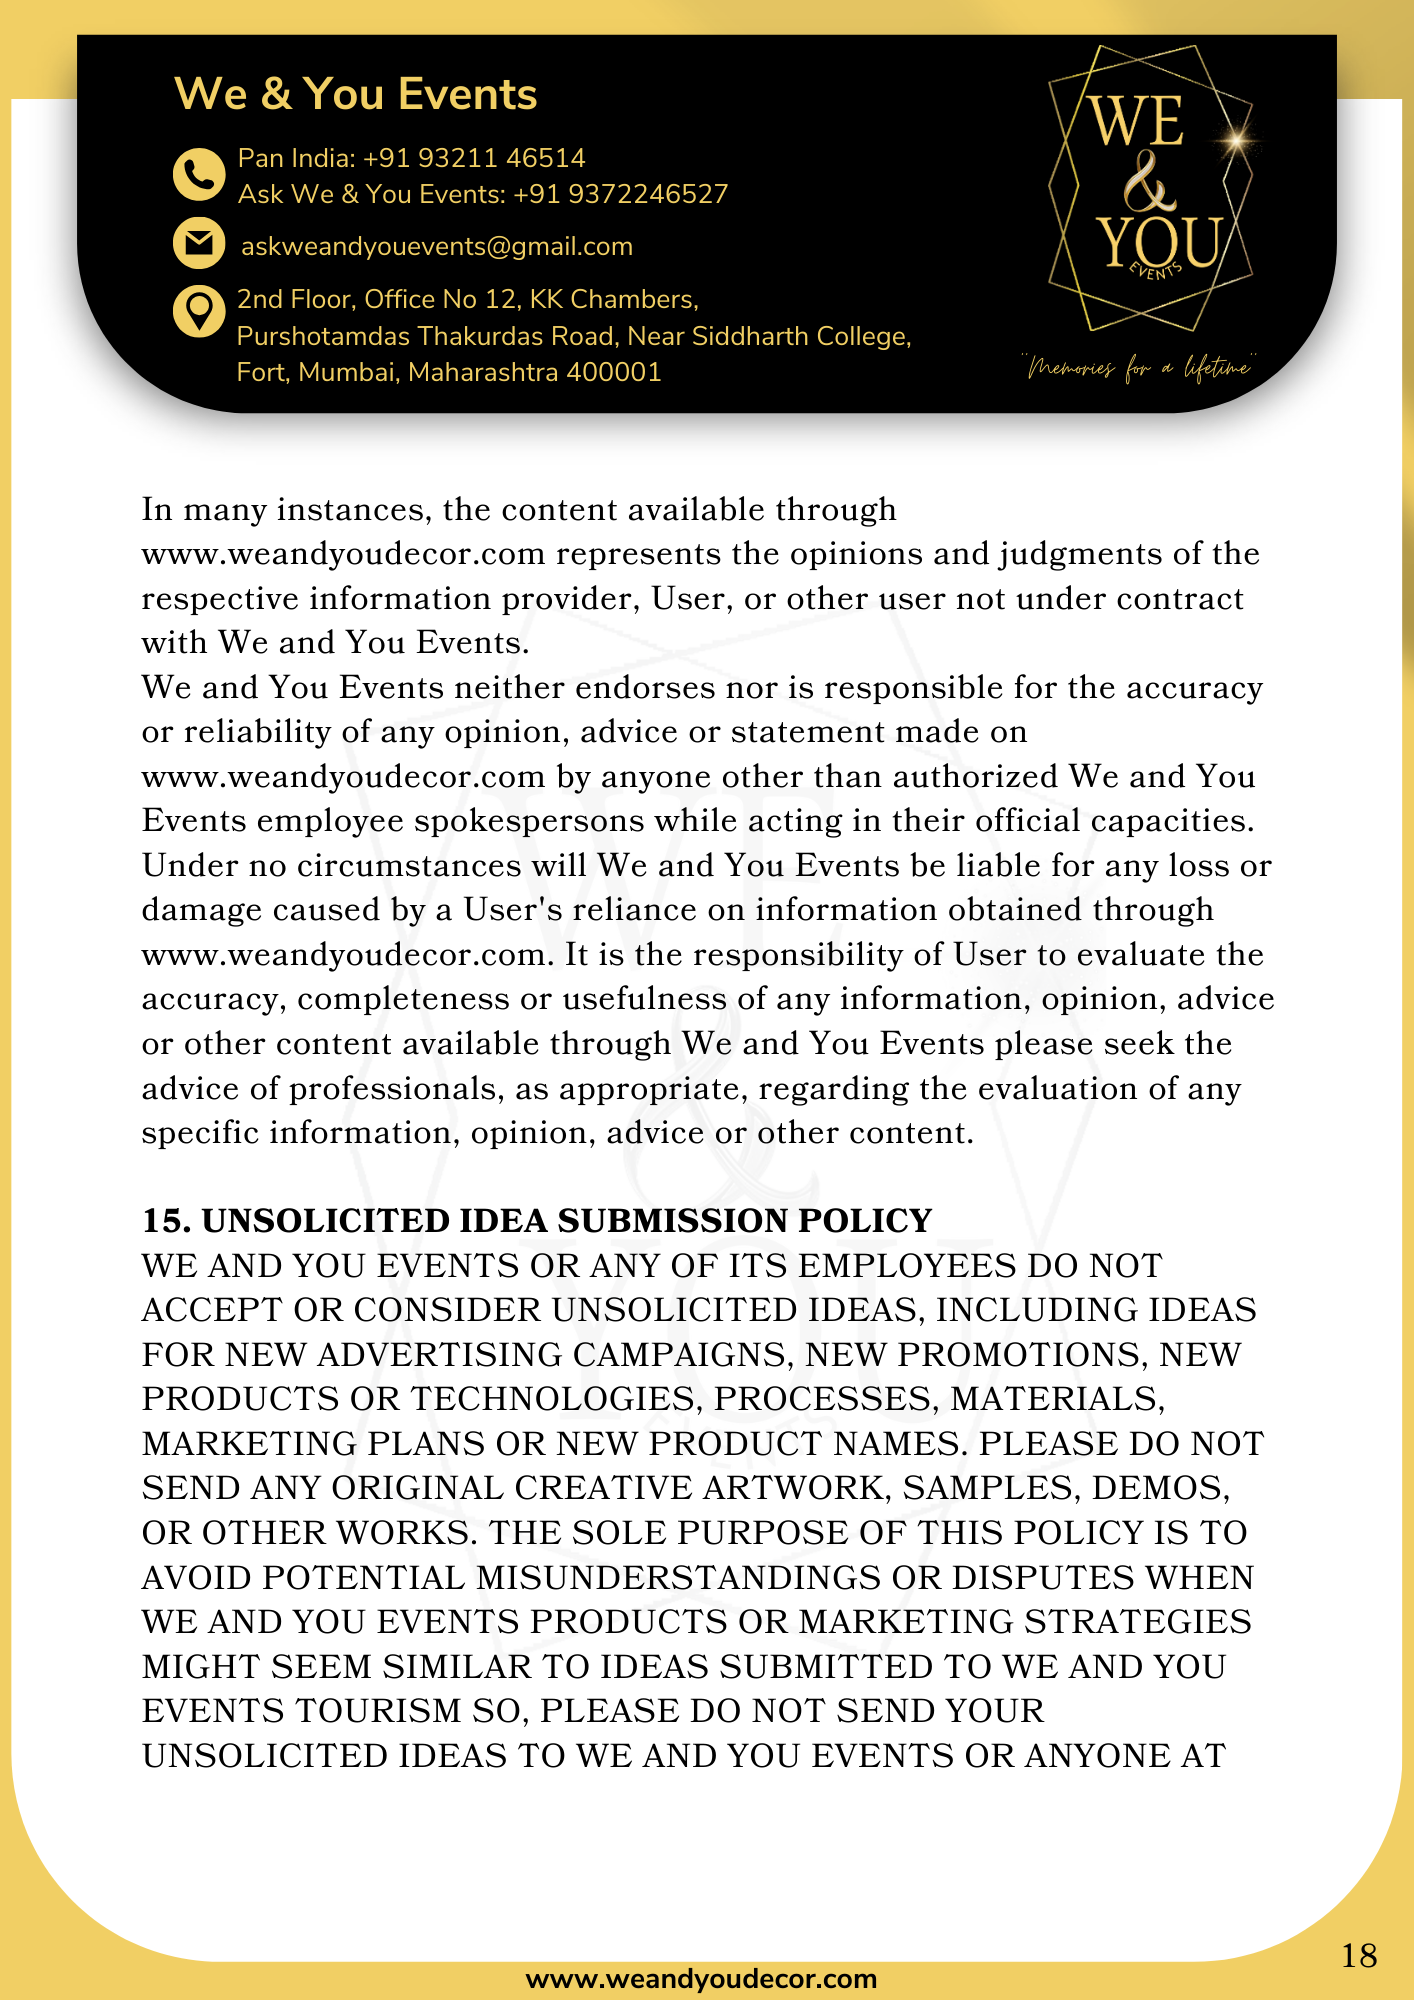 We & You Events
Pan India: +91 93211 46514
Ask We & You Events: +91 9372246527
askweandyouevents@gmail.com
2nd Floor, Office No 12, KK Chambers,
Purshotamdas Thakurdas Road, Near Siddharth College,
Fort, Mumbai, Maharashtra 400001
WE
&
YOU
EVENTS
"Memories for a lifetime"
In many instances, the content available through
www.weandyoudecor.com represents the opinions and judgments of the
respective information provider, User, or other user not under contract
with We and You Events.
We and You Events neither endorses nor is responsible for the accuracy
or reliability of any opinion, advice or statement made on
www.weandyoudecor.com by anyone other than authorized We and You
Events employee spokespersons while acting in their official capacities.
Under no circumstances will We and You Events be liable for any loss or
damage caused by a User's reliance on information obtained through
www.weandyoudecor.com. It is the responsibility of User to evaluate the
accuracy, completeness or usefulness of any information, opinion, advice
or other content available through We and You Events please seek the
advice of professionals, as appropriate, regarding the evaluation of any
specific information, opinion, advice or other content.
15. UNSOLICITED IDEA SUBMISSION POLICY
WE AND YOU EVENTS OR ANY OF ITS EMPLOYEES DO NOT
ACCEPT OR CONSIDER UNSOLICITED IDEAS, INCLUDING IDEAS
FOR NEW ADVERTISING CAMPAIGNS, NEW PROMOTIONS, NEW
PRODUCTS OR TECHNOLOGIES, PROCESSES, MATERIALS,
MARKETING PLANS OR NEW PRODUCT NAMES. PLEASE DO NOT
SEND ANY ORIGINAL CREATIVE ARTWORK, SAMPLES, DEMOS,
OR OTHER WORKS. THE SOLE PURPOSE OF THIS POLICY IS TO
AVOID POTENTIAL MISUNDERSTANDINGS OR DISPUTES WHEN
WE AND YOU EVENTS PRODUCTS OR MARKETING STRATEGIES
MIGHT SEEM SIMILAR TO IDEAS SUBMITTED TO WE AND YOU
EVENTS TOURISM SO, PLEASE DO NOT SEND YOUR
UNSOLICITED IDEAS TO WE AND YOU EVENTS OR ANYONE AT
18
www.weandyoudecor.com